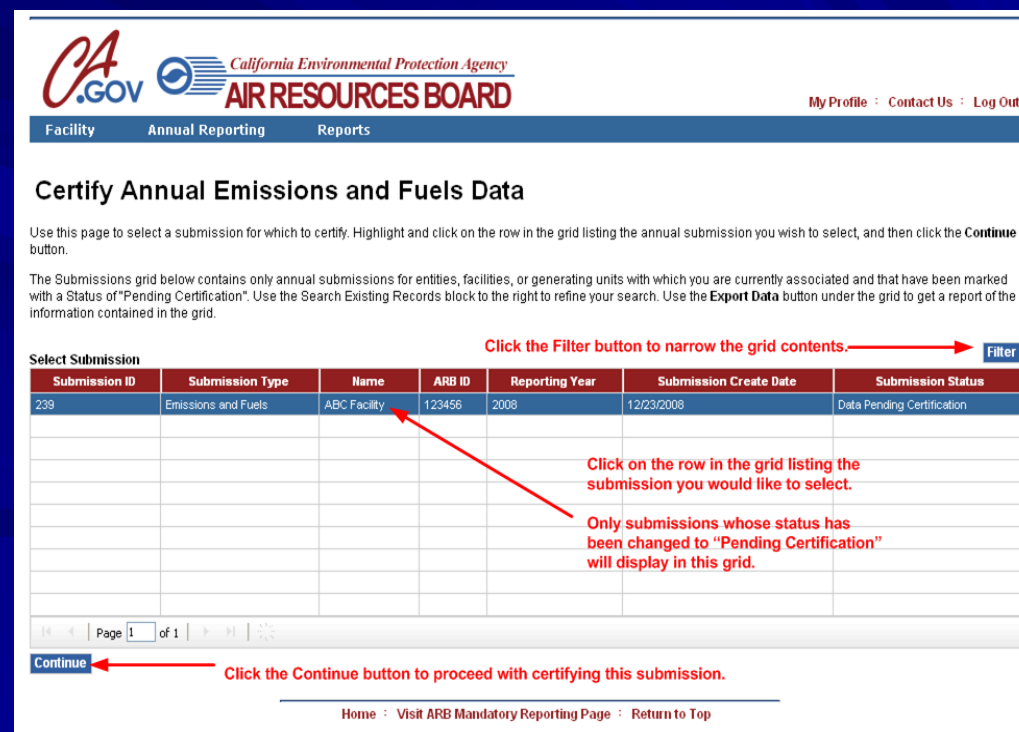 CA.GOV
California Environmental Protection Agency
AIR RESOURCES BOARD
My Profile : Contact Us : Log Out
Facility Annual Reporting Reports
Certify Annual Emissions and Fuels Data
Use this page to select a submission for which to certify. Highlight and click on the row in the grid listing the annual submission you wish to select, and then click the Continue
button.
The Submissions grid below contains only annual submissions for entities, facilities, or generating units with which you are currently associated and that have been marked
with a Status of "Pending Certification". Use the Search Existing Records block to the right to refine your search. Use the Export Data button under the grid to get a report of the
information contained in the grid.
Click the Filter button to narrow the grid contents.
Filter
Select Submission
Submission ID Submission Type Name ARB ID Reporting Year Submission Create Date Submission Status
239 Emissions and Fuels ABC Facility 123456 2008 12/23/2008 Data Pending Certification
Click on the row in the grid listing the
submission you would like to select.
Only submissions whose status has
been changed to “Pending Certification”
will display in this grid.
Page 1 of 1
Continue
Click the Continue button to proceed with certifying this submission.
Home : Visit ARB Mandatory Reporting Page : Return to Top